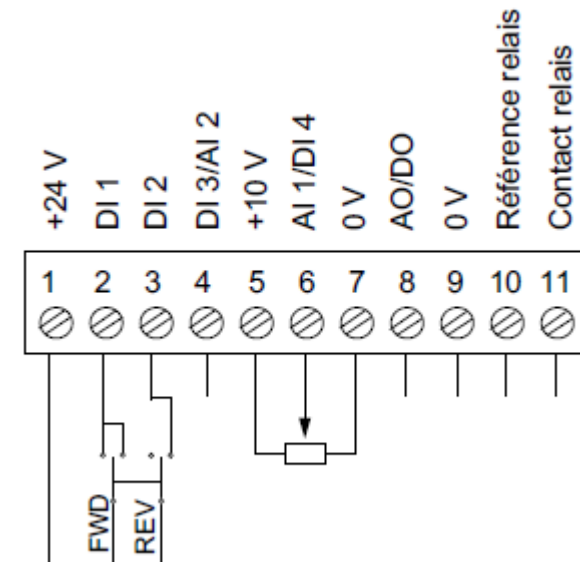 +24 V
DI 1
DI 2
DI 3/AI 2
+10 V
AI 1/DI 4
0 V
AO/DO
0 V
Référence relais
Contact relais
1 2 3 4 5 6 7 8 9 10 11
FWD
REV